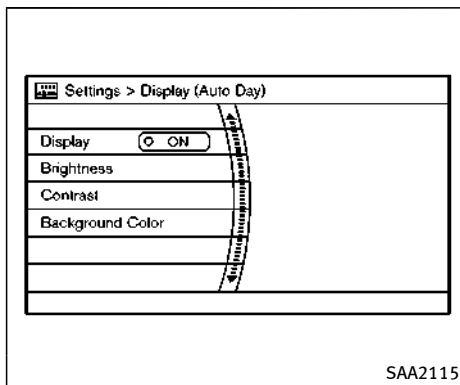 Settings > Display (Auto Day)
Display ON
Brightness
Contrast
Background Color
SAA2115